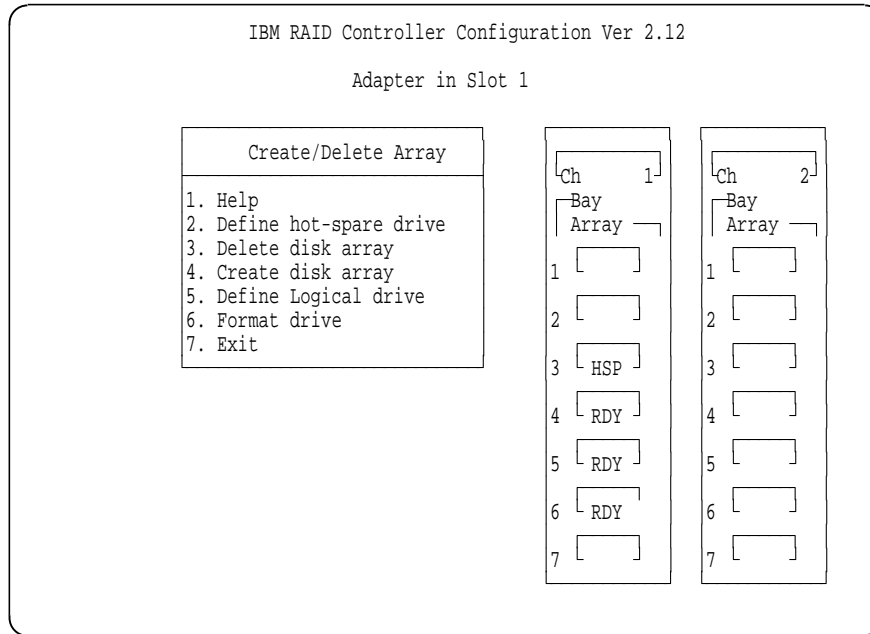 IBM RAID Controller Configuration Ver 2.12
Adapter in Slot 1
Create/Delete Array
1. Help
2. Define hot-spare drive
3. Delete disk array
4. Create disk array
5. Define Logical drive
6. Format drive
7. Exit
Ch 1
Bay
Array
1
2
3 HSP
4 RDY
5 RDY
6 RDY
7
Ch 2
Bay
Array
1
2
3
4
5
6
7